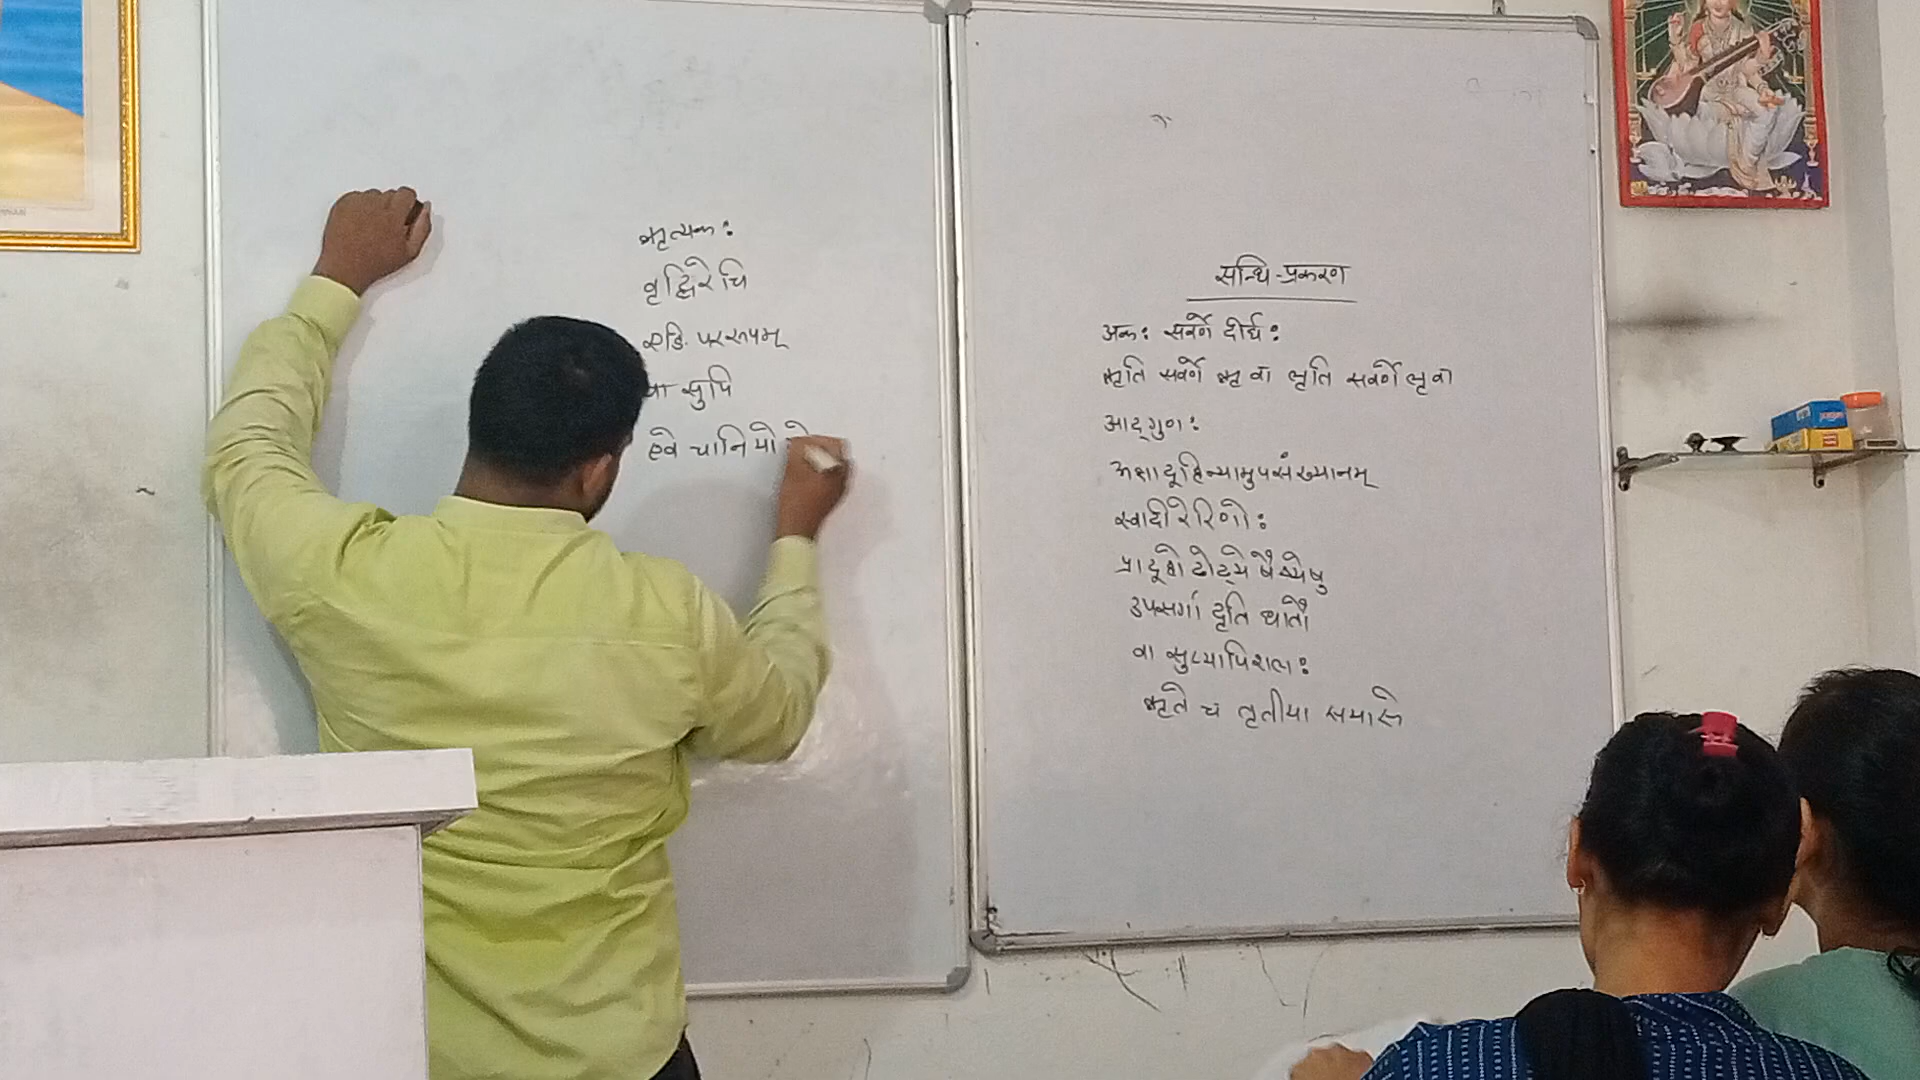 ऋत्यकः
वृद्धिरेचि
एङि पररूपम्
वा सुपि
एवे चानियो
सन्धि-प्रकरण
अकः सवर्णे दीर्घः
ऋति सवर्णे ऋ वा लृति सवर्णे लृ वा
आद्गुणः
अक्षादूहिन्यामुपसंख्यानम्
स्वादीरेरिणोः
प्रादूहोढोढ्येषैष्येषु
उपसर्गादृति धातौ
वा सुप्यापिशलः
ऋते च तृतीया समासे